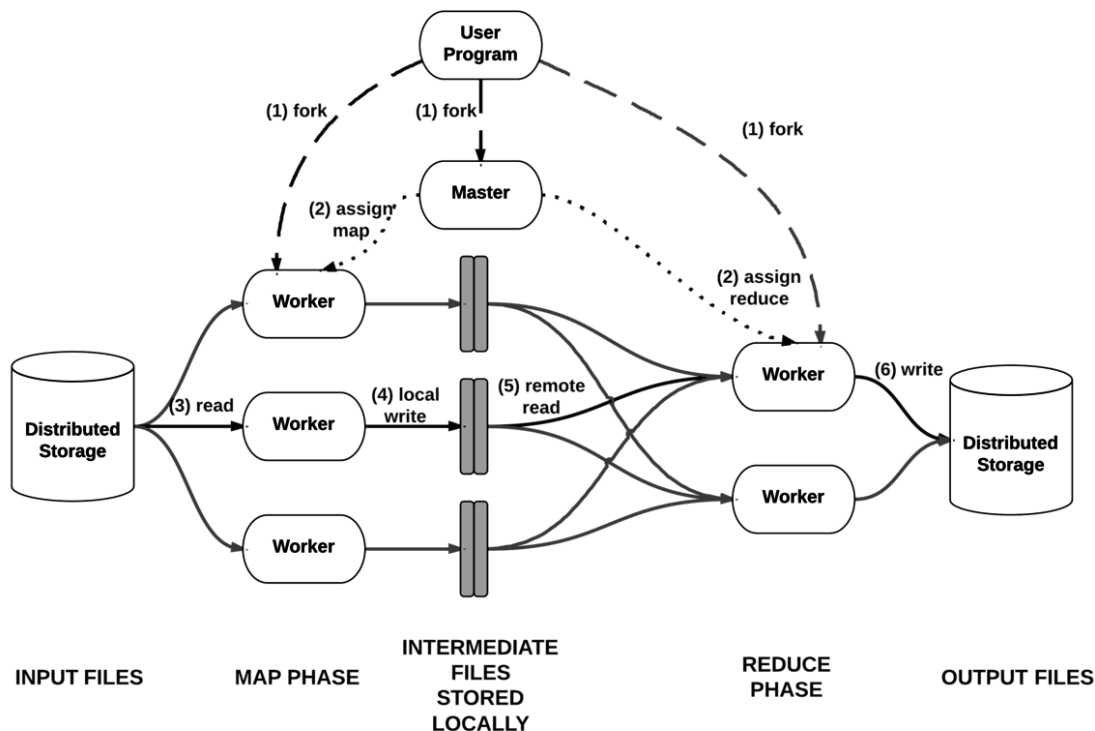 User
Program
(1) fork
(1) fork
(1) fork
Master
(2) assign
map
(2) assign
reduce
Worker
Worker
Worker
Worker
Worker
Distributed
Storage
(3) read
(4) local
write
(5) remote
read
(6) write
Distributed
Storage
INPUT FILES
MAP PHASE
INTERMEDIATE
FILES
STORED
LOCALLY
REDUCE
PHASE
OUTPUT FILES